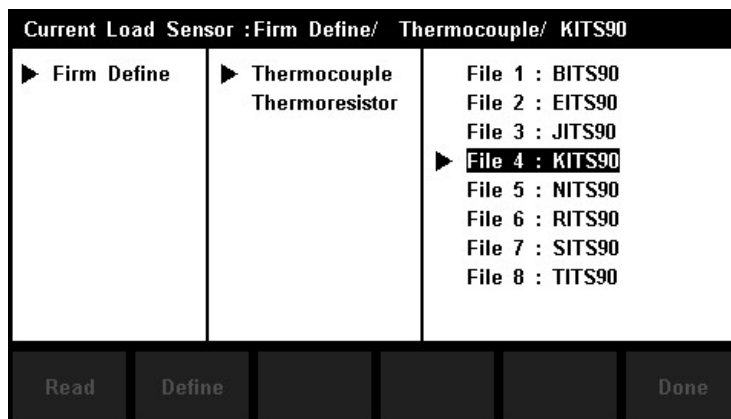 Current Load Sensor :Firm Define/ Thermocouple/ KITS90
Firm Define
Thermocouple
Thermoresistor
File 1 : BITS90
File 2 : EITS90
File 3 : JITS90
File 4 : KITS90
File 5 : NITS90
File 6 : RITS90
File 7 : SITS90
File 8 : TITS90
Read Define Done